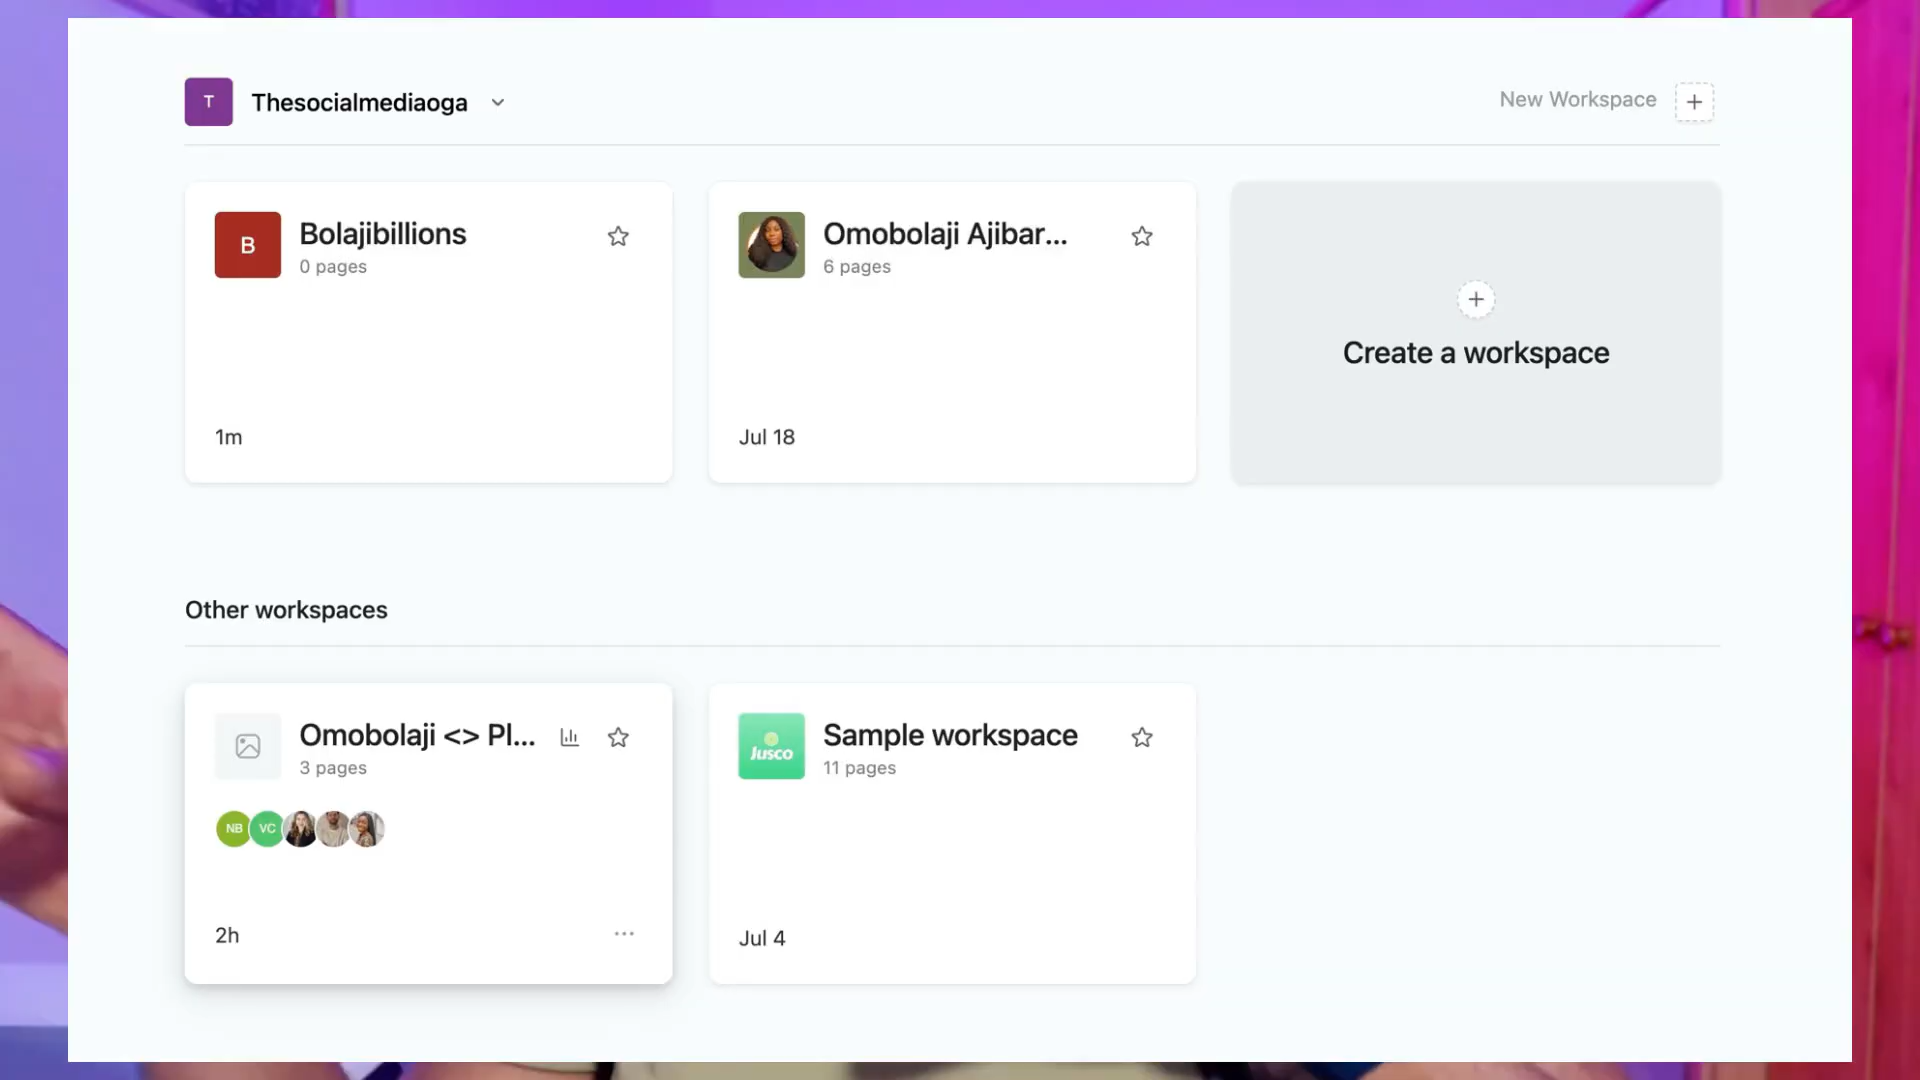 T
Thesocialmediaoga
New Workspace
B
Bolajibillions
0 pages
1m
Omobolaji Ajibar...
6 pages
Jul 18
Create a workspace
Other workspaces
Omobolaji <> Pl...
3 pages
NB
VC
2h
Jusco
Sample workspace
11 pages
Jul 4